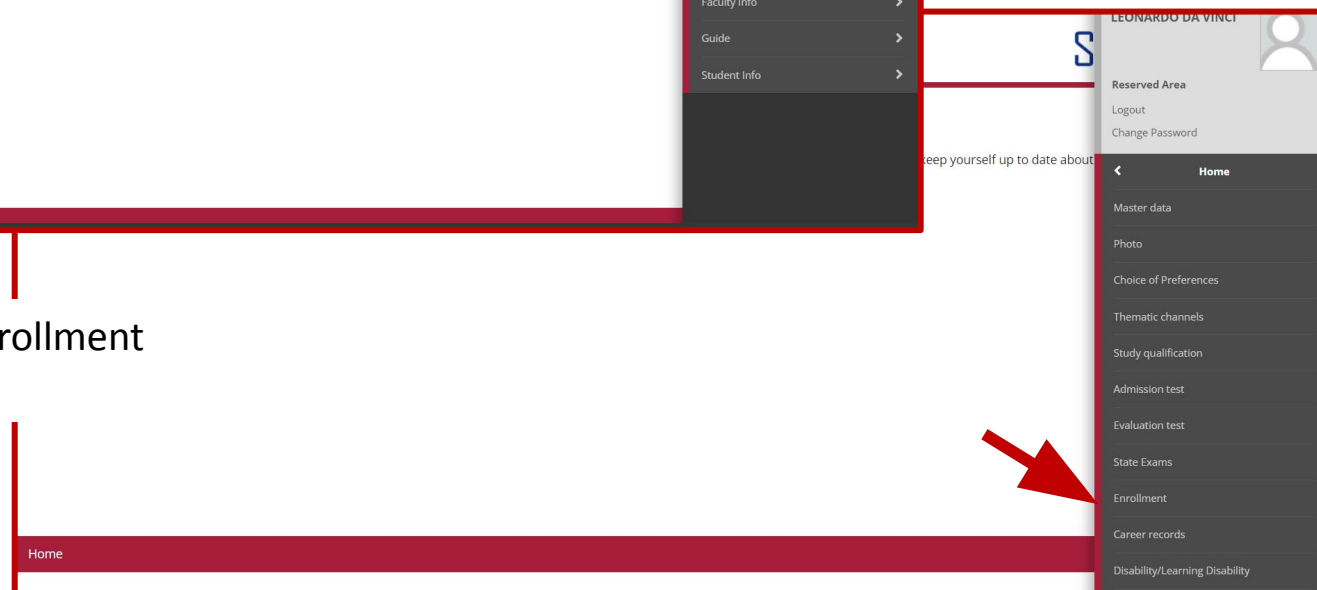 Faculty Info
Guide
Student Info
LEONARDO DA VINCI
S
Reserved Area
Logout
Change Password
keep yourself up to date about
Home
Master data
Photo
Choice of Preferences
Thematic channels
Study qualification
Admission test
Evaluation test
State Exams
Enrollment
Career records
Disability/Learning Disability
rollment
Home